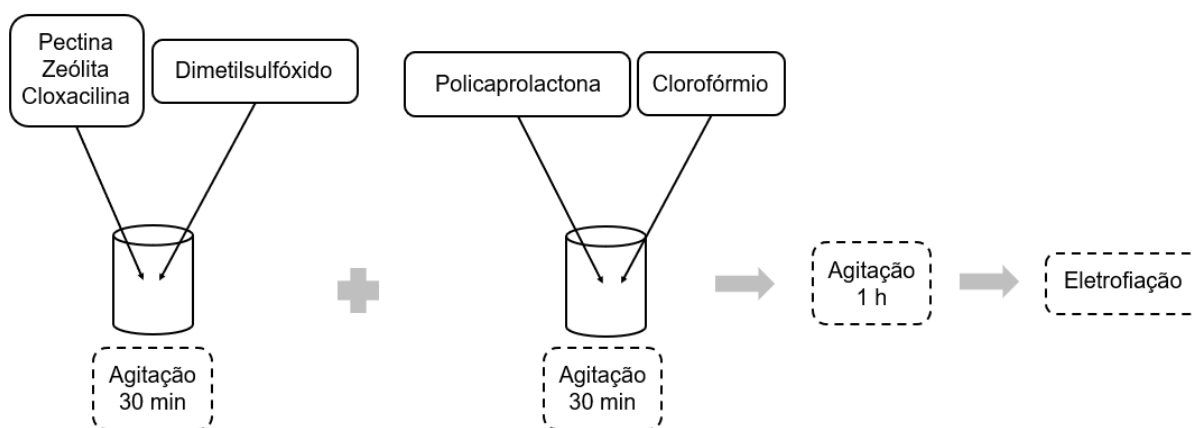 Pectina
Zeólita
Cloxacilina
Dimetilsulfóxido
Policaprolactona
Clorofórmio
Agitação
30 min
Agitação
30 min
Agitação
1 h
Eletrofiação